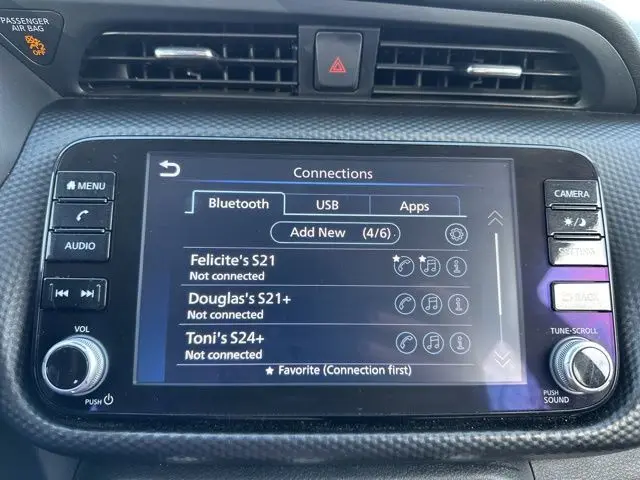 PASSENGER
AIR BAG
OFF
MENU
AUDIO
VOL
PUSH
Connections
Bluetooth
USB
Apps
Add New (4/6)
Felicite's S21
Not connected
Douglas's S21+
Not connected
Toni's S24+
Not connected
★ Favorite (Connection first)
CAMERA
SETTING
BACK
TUNE•SCROLL
PUSH
SOUND